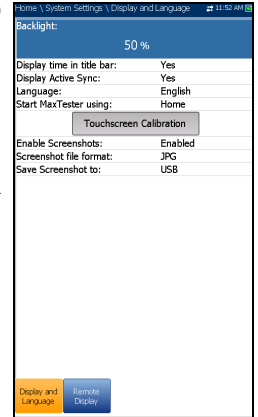 Home \ System Settings \ Display and Language 11:52 AM
Backlight:
50 %
Display time in title bar: Yes
Display Active Sync: Yes
Language: English
Start MaxTester using: Home
Touchscreen Calibration
Enable Screenshots: Enabled
Screenshot file format: JPG
Save Screenshot to: USB
Display and Language
Remote Display